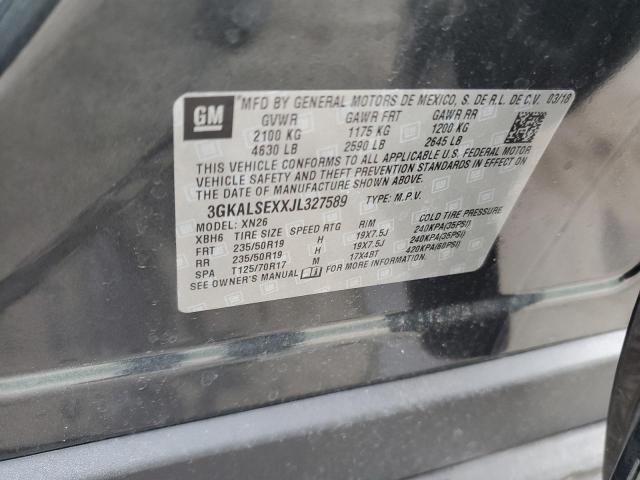 GM MFD BY GENERAL MOTORS DE MEXICO, S. DE R.L. DE C.V. 03/18
GVWR GAWR FRT GAWR RR
2100 KG 1175 KG 1200 KG
4630 LB 2590 LB 2645 LB
THIS VEHICLE CONFORMS TO ALL APPLICABLE U.S. FEDERAL MOTOR
VEHICLE SAFETY AND THEFT PREVENTION STANDARDS IN EFFECT ON
THE DATE OF MANUFACTURE SHOWN ABOVE.
3GKALSEXXJL327589 TYPE: M.P.V.
MODEL: XN26
XBH6 TIRE SIZE SPEED RTG RIM COLD TIRE PRESSURE
FRT 235/50R19 H 19X7.5J 240KPA(35PSI)
RR 235/50R19 H 19X7.5J 240KPA(35PSI)
SPA T125/70R17 M 17X4BT 420KPA(60PSI)
SEE OWNER'S MANUAL FOR MORE INFORMATION.